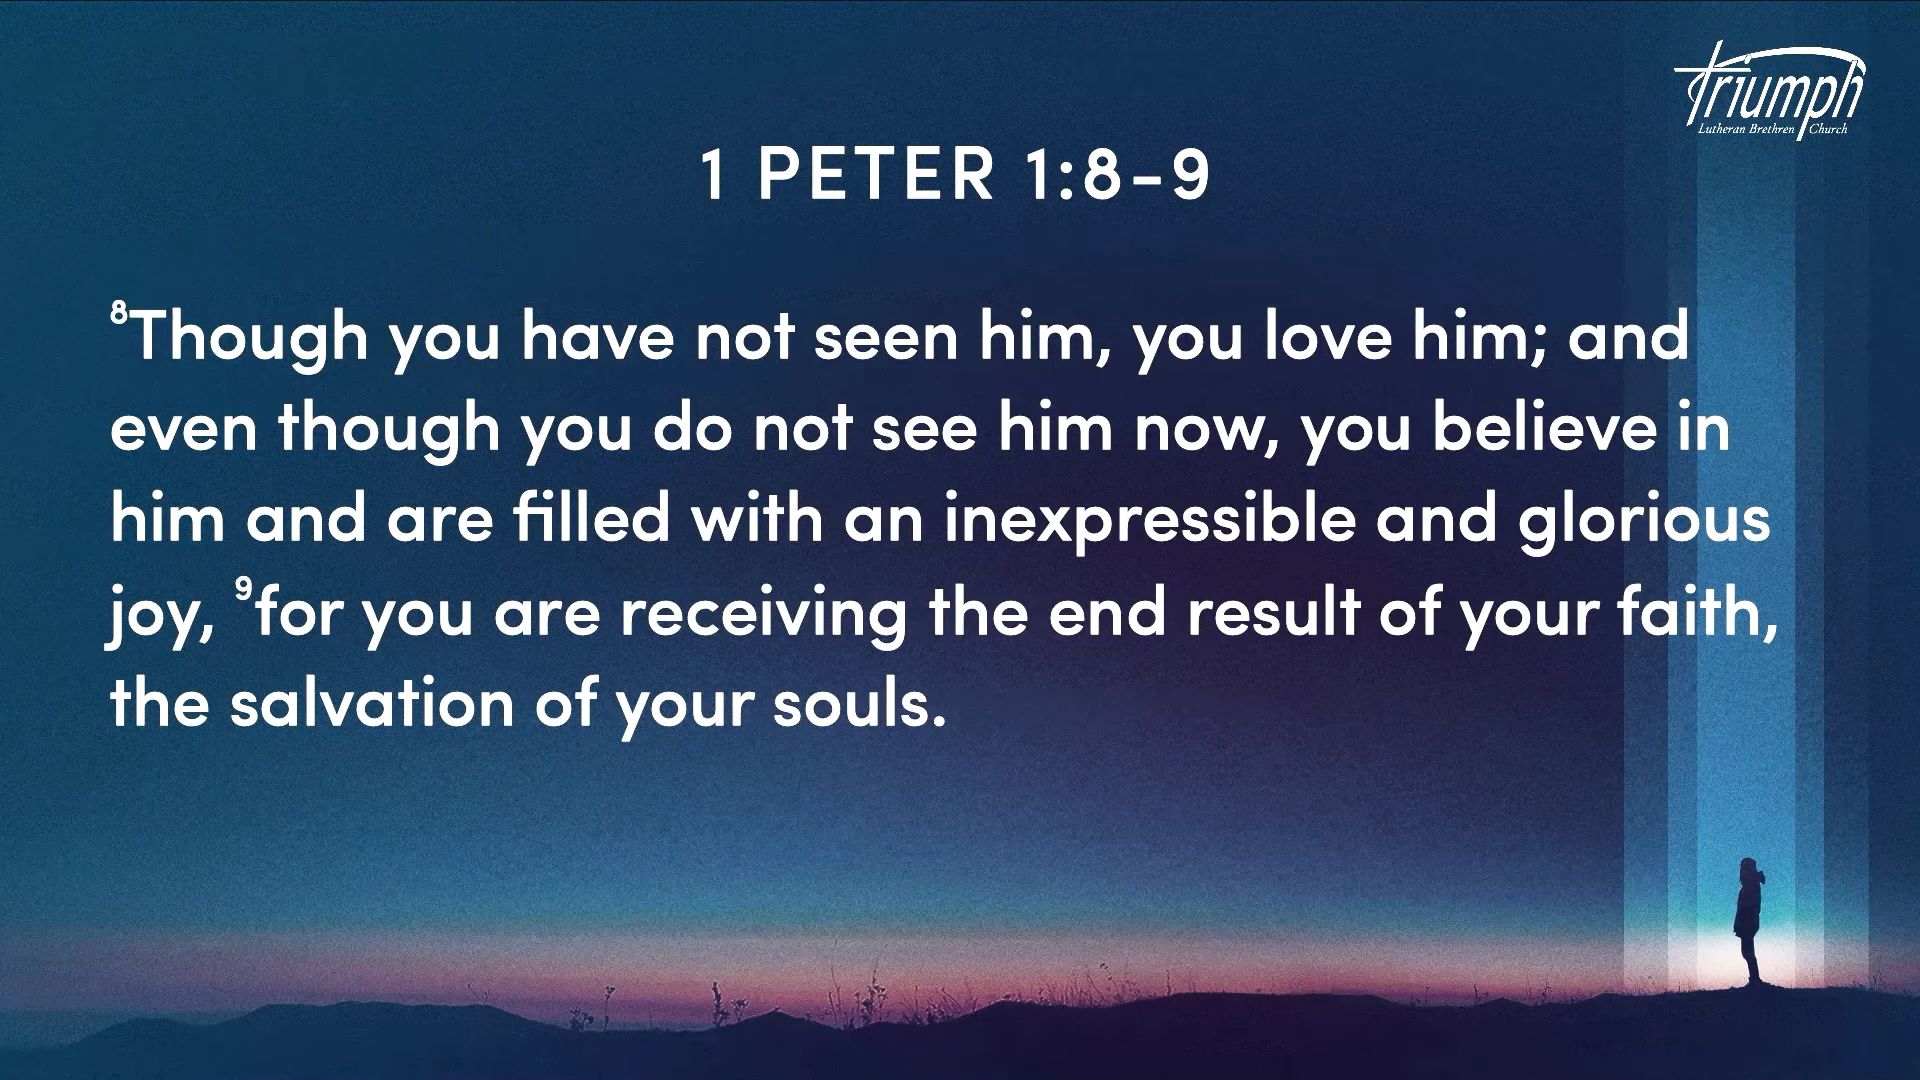 triumph
Lutheran Brethren Church
1 PETER 1:8-9
⁸Though you have not seen him, you love him; and
even though you do not see him now, you believe in
him and are filled with an inexpressible and glorious
joy, ⁹for you are receiving the end result of your faith,
the salvation of your souls.